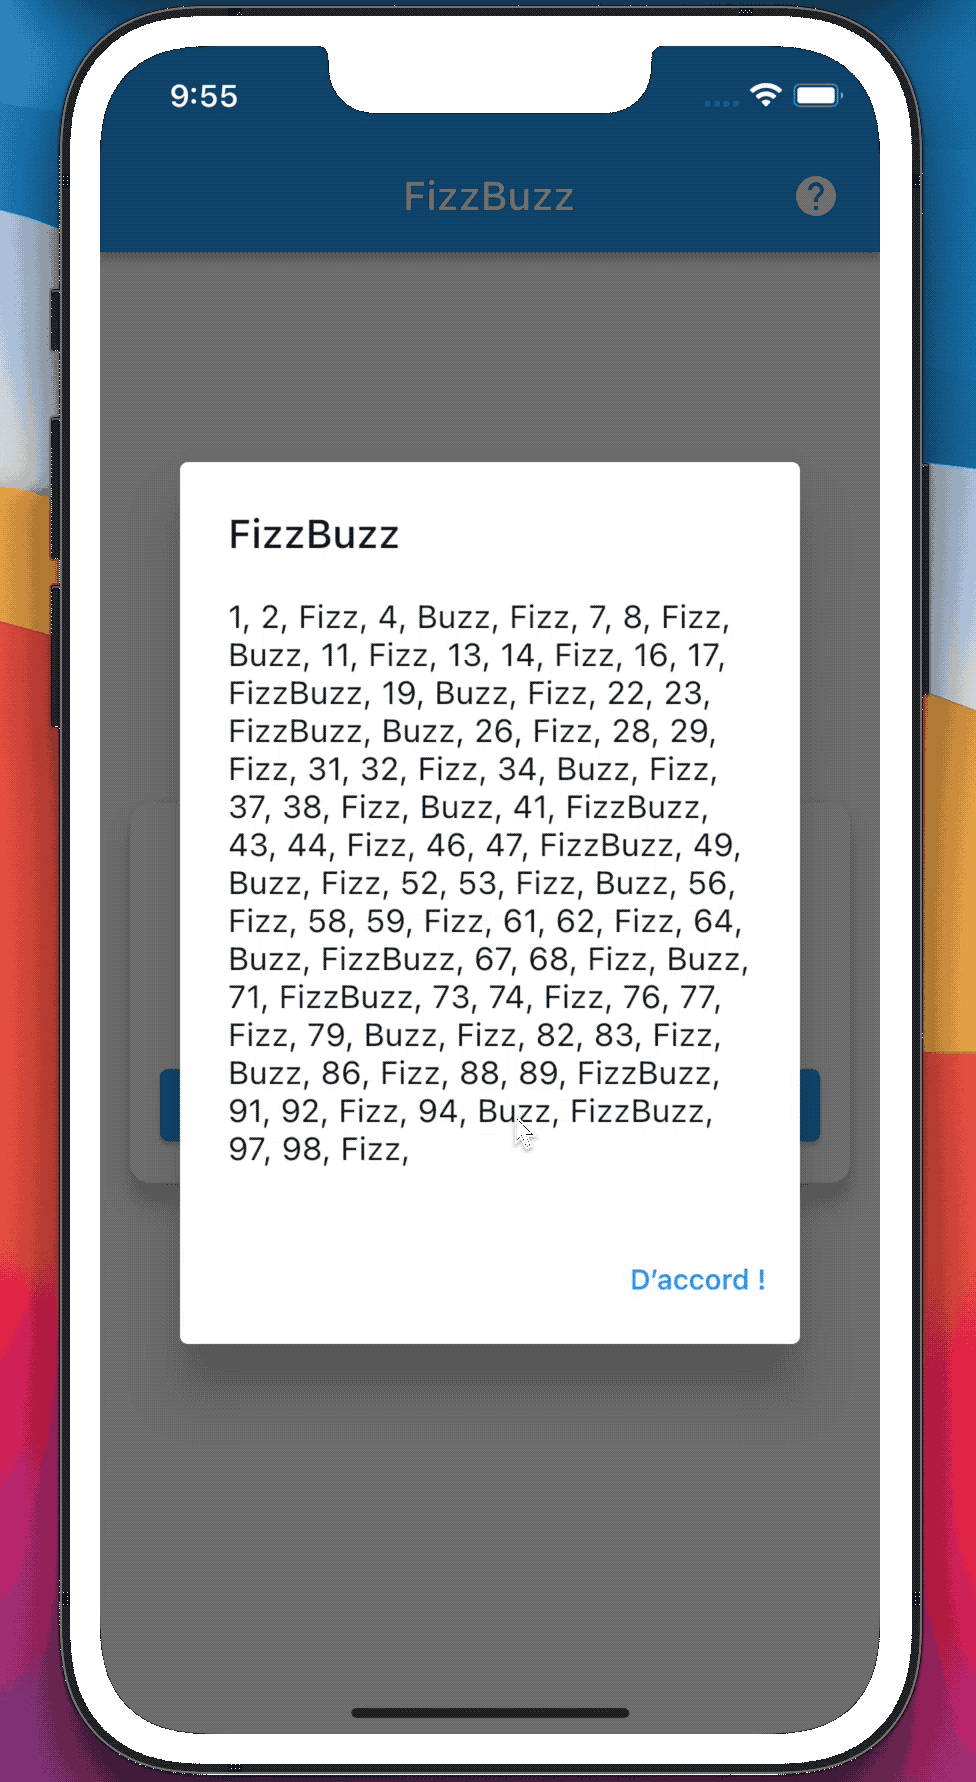 9:55
FizzBuzz
?
FizzBuzz
1, 2, Fizz, 4, Buzz, Fizz, 7, 8, Fizz,
Buzz, 11, Fizz, 13, 14, Fizz, 16, 17,
FizzBuzz, 19, Buzz, Fizz, 22, 23,
FizzBuzz, Buzz, 26, Fizz, 28, 29,
Fizz, 31, 32, Fizz, 34, Buzz, Fizz,
37, 38, Fizz, Buzz, 41, FizzBuzz,
43, 44, Fizz, 46, 47, FizzBuzz, 49,
Buzz, Fizz, 52, 53, Fizz, Buzz, 56,
Fizz, 58, 59, Fizz, 61, 62, Fizz, 64,
Buzz, FizzBuzz, 67, 68, Fizz, Buzz,
71, FizzBuzz, 73, 74, Fizz, 76, 77,
Fizz, 79, Buzz, Fizz, 82, 83, Fizz,
Buzz, 86, Fizz, 88, 89, FizzBuzz,
91, 92, Fizz, 94, Buzz, FizzBuzz,
97, 98, Fizz,
D’accord !